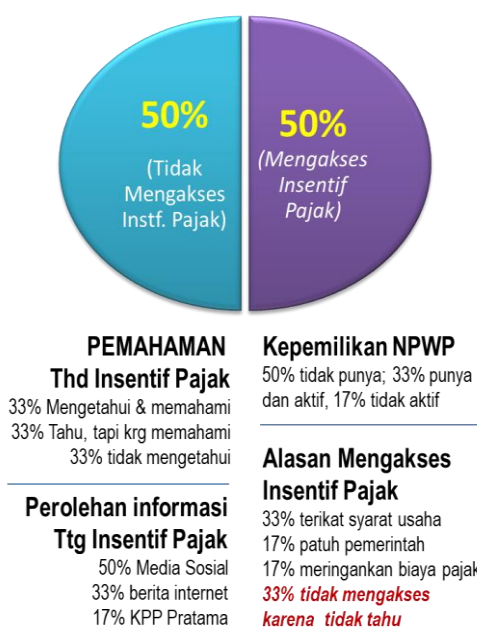 50%
(Tidak
Mengakses
Instf. Pajak)
50%
(Mengakses
Insentif
Pajak)
PEMAHAMAN
Thd Insentif Pajak
33% Mengetahui & memahami
33% Tahu, tapi krg memahami
33% tidak mengetahui
Perolehan informasi
Ttg Insentif Pajak
50% Media Sosial
33% berita internet
17% KPP Pratama
Kepemilikan NPWP
50% tidak punya; 33% punya
dan aktif, 17% tidak aktif
Alasan Mengakses
Insentif Pajak
33% terikat syarat usaha
17% patuh pemerintah
17% meringankan biaya pajak
33% tidak mengakses
karena tidak tahu